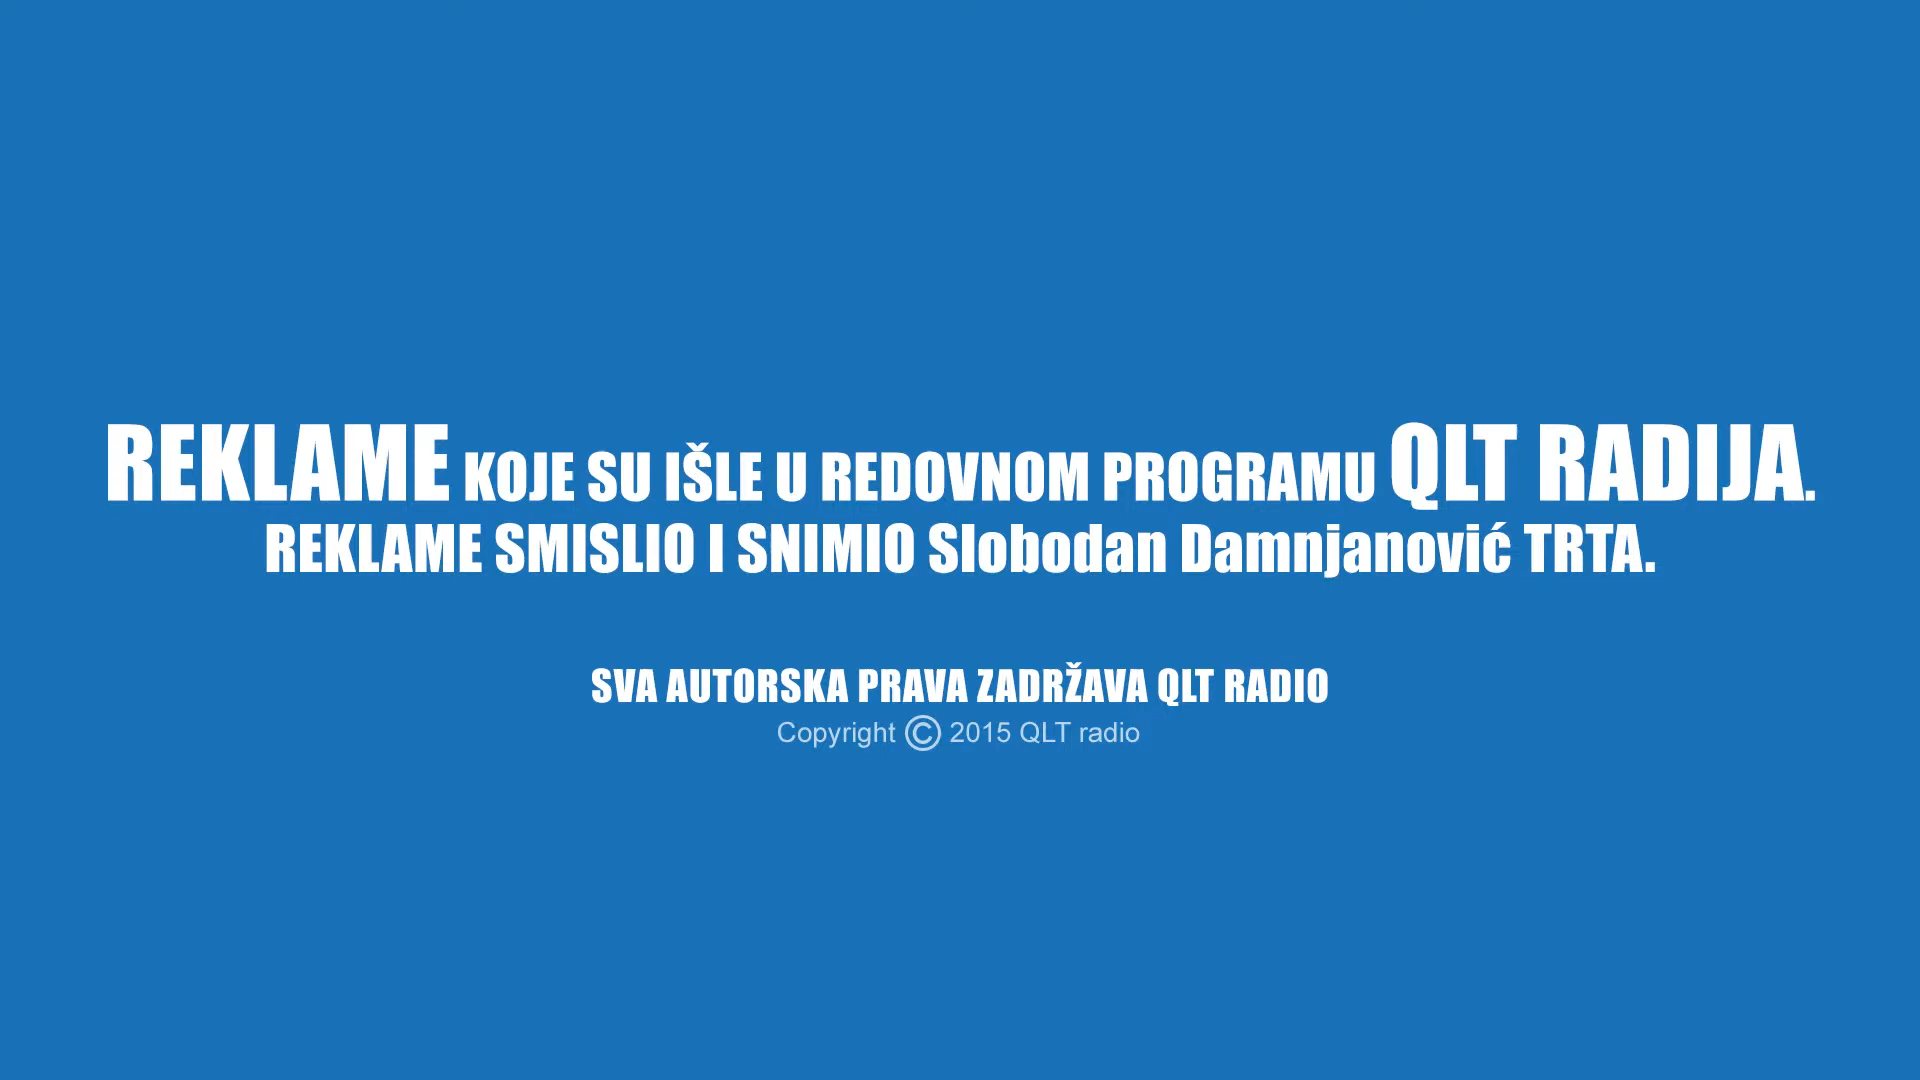 REKLAME KOJE SU IŠLE U REDOVNOM PROGRAMU QLT RADIJA.
REKLAME SMISLIO I SNIMIO Slobodan Damnjanović TRTA.
SVA AUTORSKA PRAVA ZADRŽAVA QLT RADIO
Copyright © 2015 QLT radio